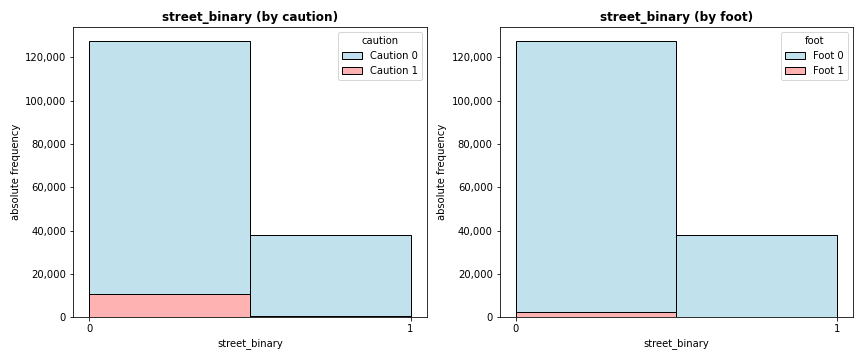 street_binary (by caution)
120,000
100,000
80,000
60,000
40,000
20,000
0
absolute frequency
caution
Caution 0
Caution 1
0
1
street_binary
street_binary (by foot)
120,000
100,000
80,000
60,000
40,000
20,000
0
absolute frequency
foot
Foot 0
Foot 1
0
1
street_binary